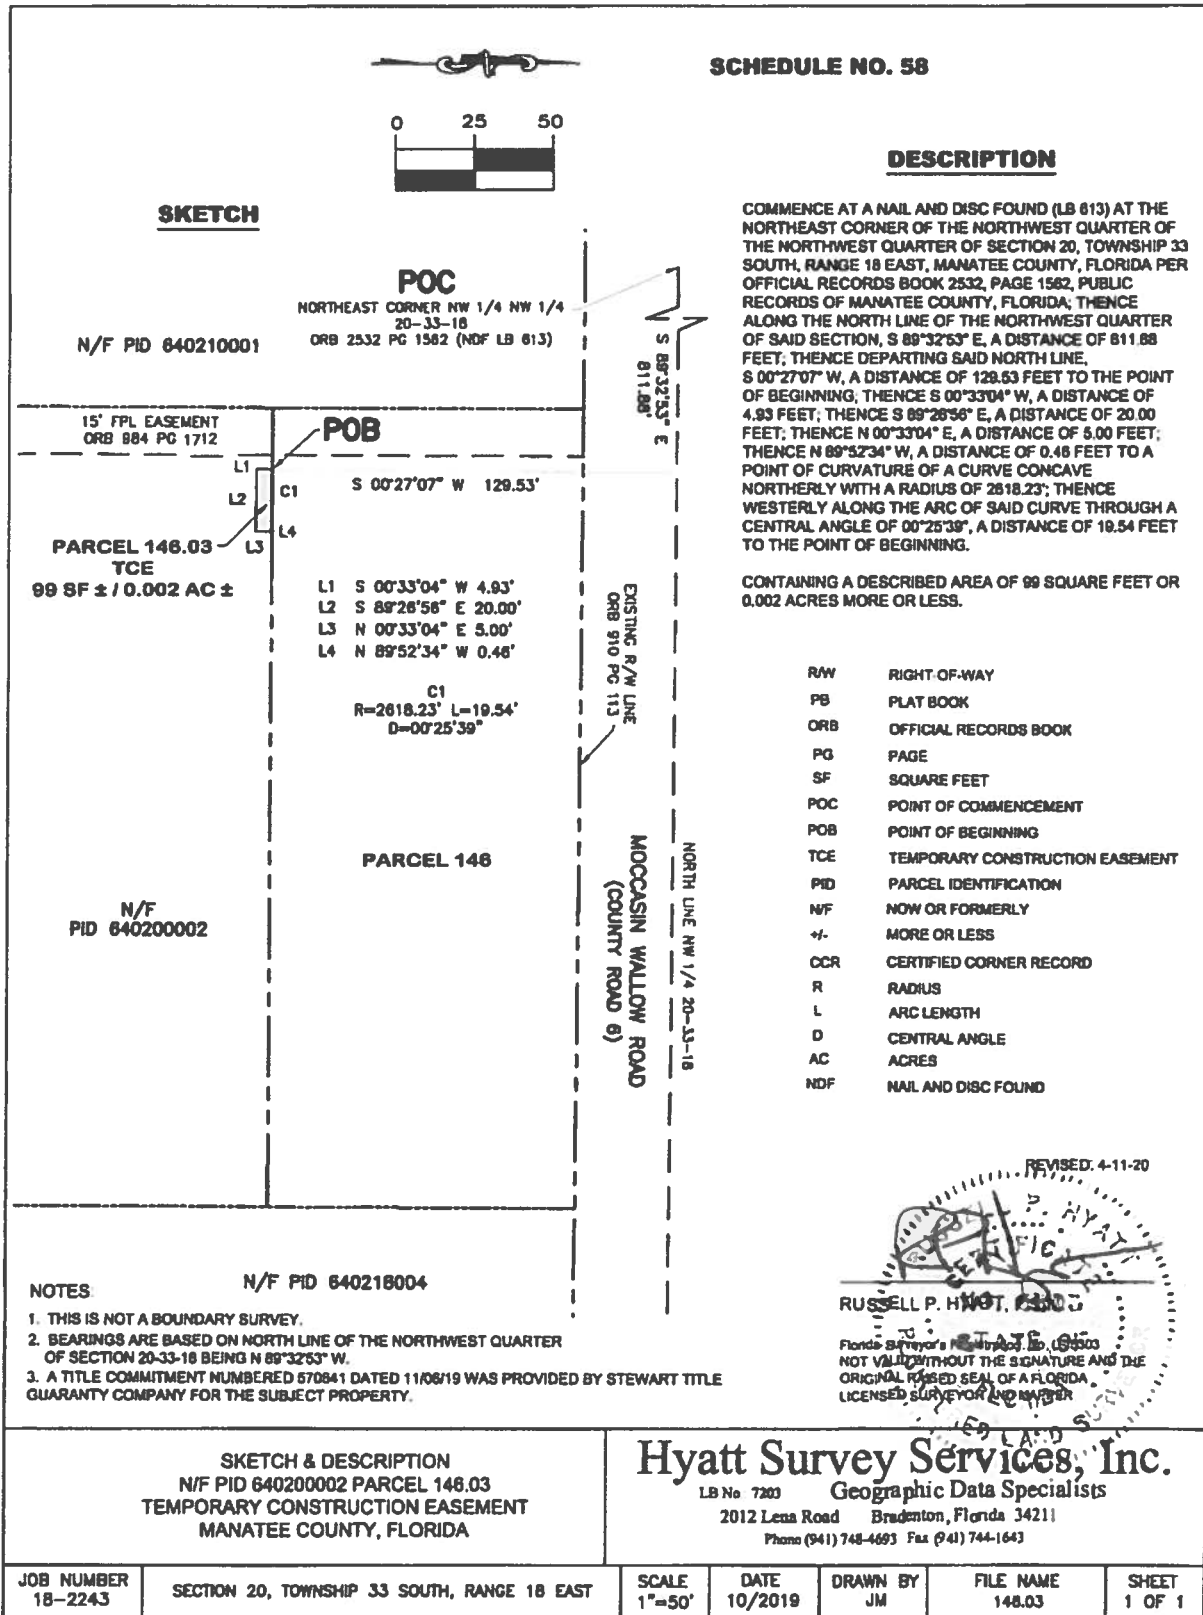 SCHEDULE NO. 58
0 25 50
SKETCH
POC
NORTHEAST CORNER NW 1/4 NW 1/4
20-33-18
ORB 2532 PG 1582 (NDF LB 613)
N/F PID 640210001
S 89°32'53" E
811.88'
15' FPL EASEMENT
ORB 984 PG 1712
POB
L1
L2
C1
L4
L3
S 00°27'07" W 129.53'
PARCEL 146.03
TCE
99 SF ± / 0.002 AC ±
L1 S 00°33'04" W 4.93'
L2 S 89°26'56" E 20.00'
L3 N 00°33'04" E 5.00'
L4 N 89°52'34" W 0.46'
C1
R=2618.23' L=19.54'
D=00°25'39"
EXISTING R/W LINE
ORB 910 PG 113
PARCEL 146
N/F
PID 640200002
MOCCASIN WALLOW ROAD
(COUNTY ROAD 6)
NORTH LINE NW 1/4 20-33-18
N/F PID 640216004
DESCRIPTION
COMMENCE AT A NAIL AND DISC FOUND (LB 613) AT THE
NORTHEAST CORNER OF THE NORTHWEST QUARTER OF
THE NORTHWEST QUARTER OF SECTION 20, TOWNSHIP 33
SOUTH, RANGE 18 EAST, MANATEE COUNTY, FLORIDA PER
OFFICIAL RECORDS BOOK 2532, PAGE 1582, PUBLIC
RECORDS OF MANATEE COUNTY, FLORIDA; THENCE
ALONG THE NORTH LINE OF THE NORTHWEST QUARTER
OF SAID SECTION, S 89°32'53" E, A DISTANCE OF 811.88
FEET; THENCE DEPARTING SAID NORTH LINE,
S 00°27'07" W, A DISTANCE OF 129.53 FEET TO THE POINT
OF BEGINNING; THENCE S 00°33'04" W, A DISTANCE OF
4.93 FEET; THENCE S 89°26'56" E, A DISTANCE OF 20.00
FEET; THENCE N 00°33'04" E, A DISTANCE OF 5.00 FEET;
THENCE N 89°52'34" W, A DISTANCE OF 0.46 FEET TO A
POINT OF CURVATURE OF A CURVE CONCAVE
NORTHERLY WITH A RADIUS OF 2618.23'; THENCE
WESTERLY ALONG THE ARC OF SAID CURVE THROUGH A
CENTRAL ANGLE OF 00°25'39", A DISTANCE OF 19.54 FEET
TO THE POINT OF BEGINNING.
CONTAINING A DESCRIBED AREA OF 99 SQUARE FEET OR
0.002 ACRES MORE OR LESS.
R/W RIGHT-OF-WAY
PB PLAT BOOK
ORB OFFICIAL RECORDS BOOK
PG PAGE
SF SQUARE FEET
POC POINT OF COMMENCEMENT
POB POINT OF BEGINNING
TCE TEMPORARY CONSTRUCTION EASEMENT
PID PARCEL IDENTIFICATION
N/F NOW OR FORMERLY
+/- MORE OR LESS
CCR CERTIFIED CORNER RECORD
R RADIUS
L ARC LENGTH
D CENTRAL ANGLE
AC ACRES
NDF NAIL AND DISC FOUND
REVISED: 4-11-20
RUSSELL P. HYATT,
Florida Surveyor's
NOT VALID WITHOUT THE SIGNATURE AND THE
ORIGINAL RAISED SEAL OF A FLORIDA
LICENSED SURVEYOR AND MAPPER
NOTES:
1. THIS IS NOT A BOUNDARY SURVEY.
2. BEARINGS ARE BASED ON NORTH LINE OF THE NORTHWEST QUARTER
OF SECTION 20-33-18 BEING N 89°32'53" W.
3. A TITLE COMMITMENT NUMBERED 570841 DATED 11/06/19 WAS PROVIDED BY STEWART TITLE
GUARANTY COMPANY FOR THE SUBJECT PROPERTY.
SKETCH & DESCRIPTION
N/F PID 640200002 PARCEL 146.03
TEMPORARY CONSTRUCTION EASEMENT
MANATEE COUNTY, FLORIDA
Hyatt Survey Services, Inc.
LB No 7203 Geographic Data Specialists
2012 Lena Road Bradenton, Florida 34211
Phone (941) 748-4693 Fax (941) 744-1643
JOB NUMBER
18-2243
SECTION 20, TOWNSHIP 33 SOUTH, RANGE 18 EAST
SCALE
1"=50'
DATE
10/2019
DRAWN BY
JM
FILE NAME
146.03
SHEET
1 OF 1